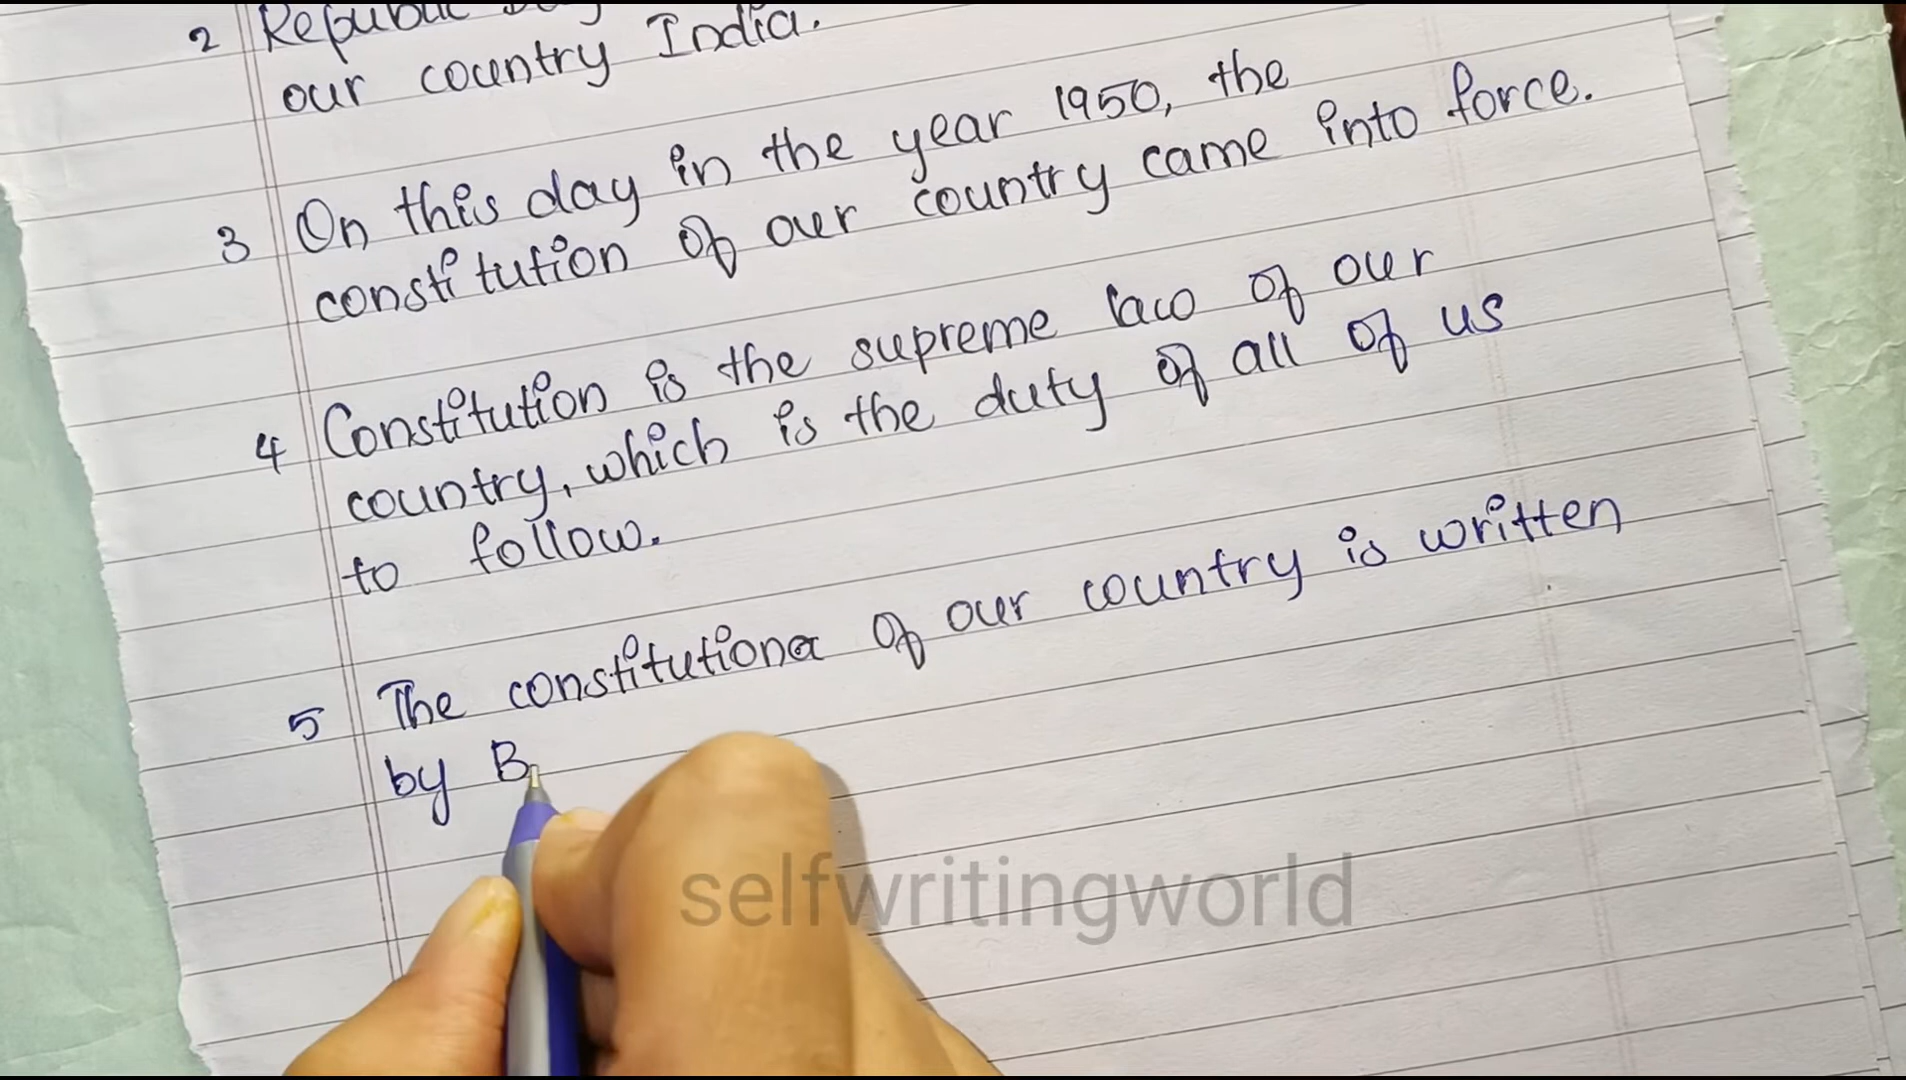 2 Republic Day
our country India.
3 On this day in the year 1950, the
constitution of our country came into force.
4 Constitution is the supreme law of our
country, which is the duty of all of us
to follow.
5 The constitutiona of our country is written
by B
selfwritingworld